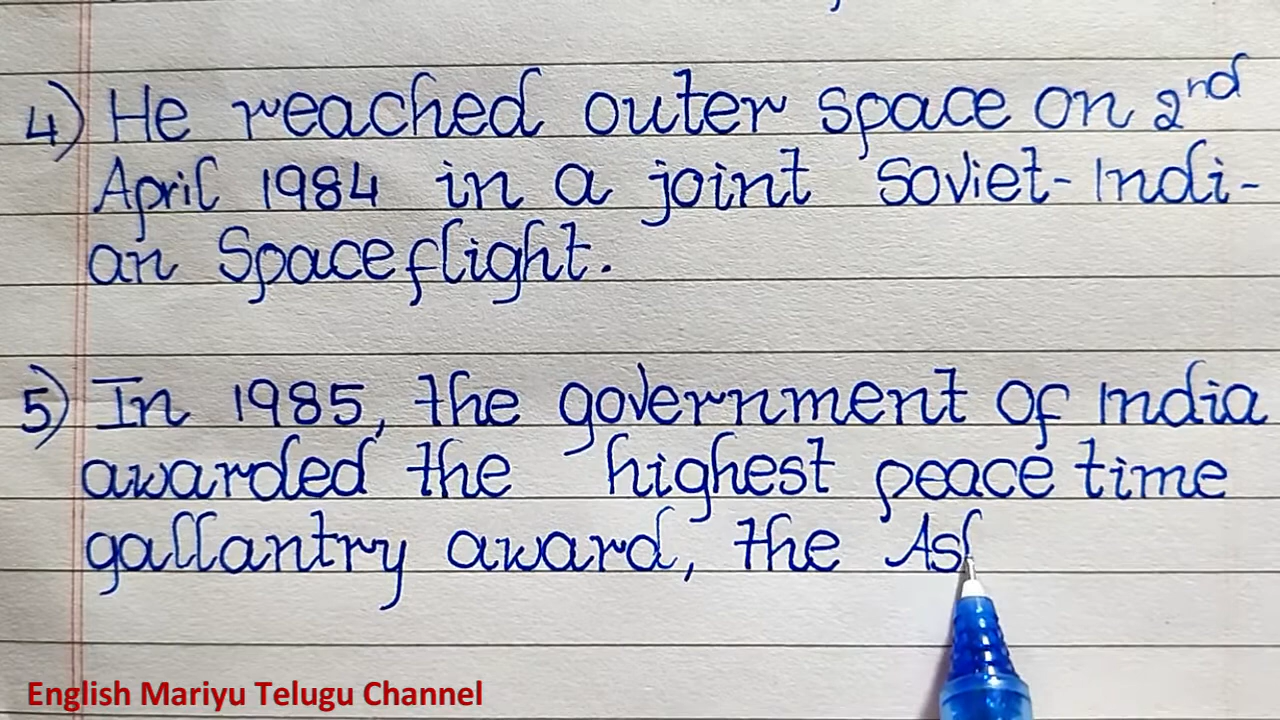 4) He reached outer space on 2nd
April 1984 in a joint Soviet-Indi-
an Spaceflight.
5) In 1985, the government of India
awarded the highest peace time
gallantry award, the
English Mariyu Telugu Channel